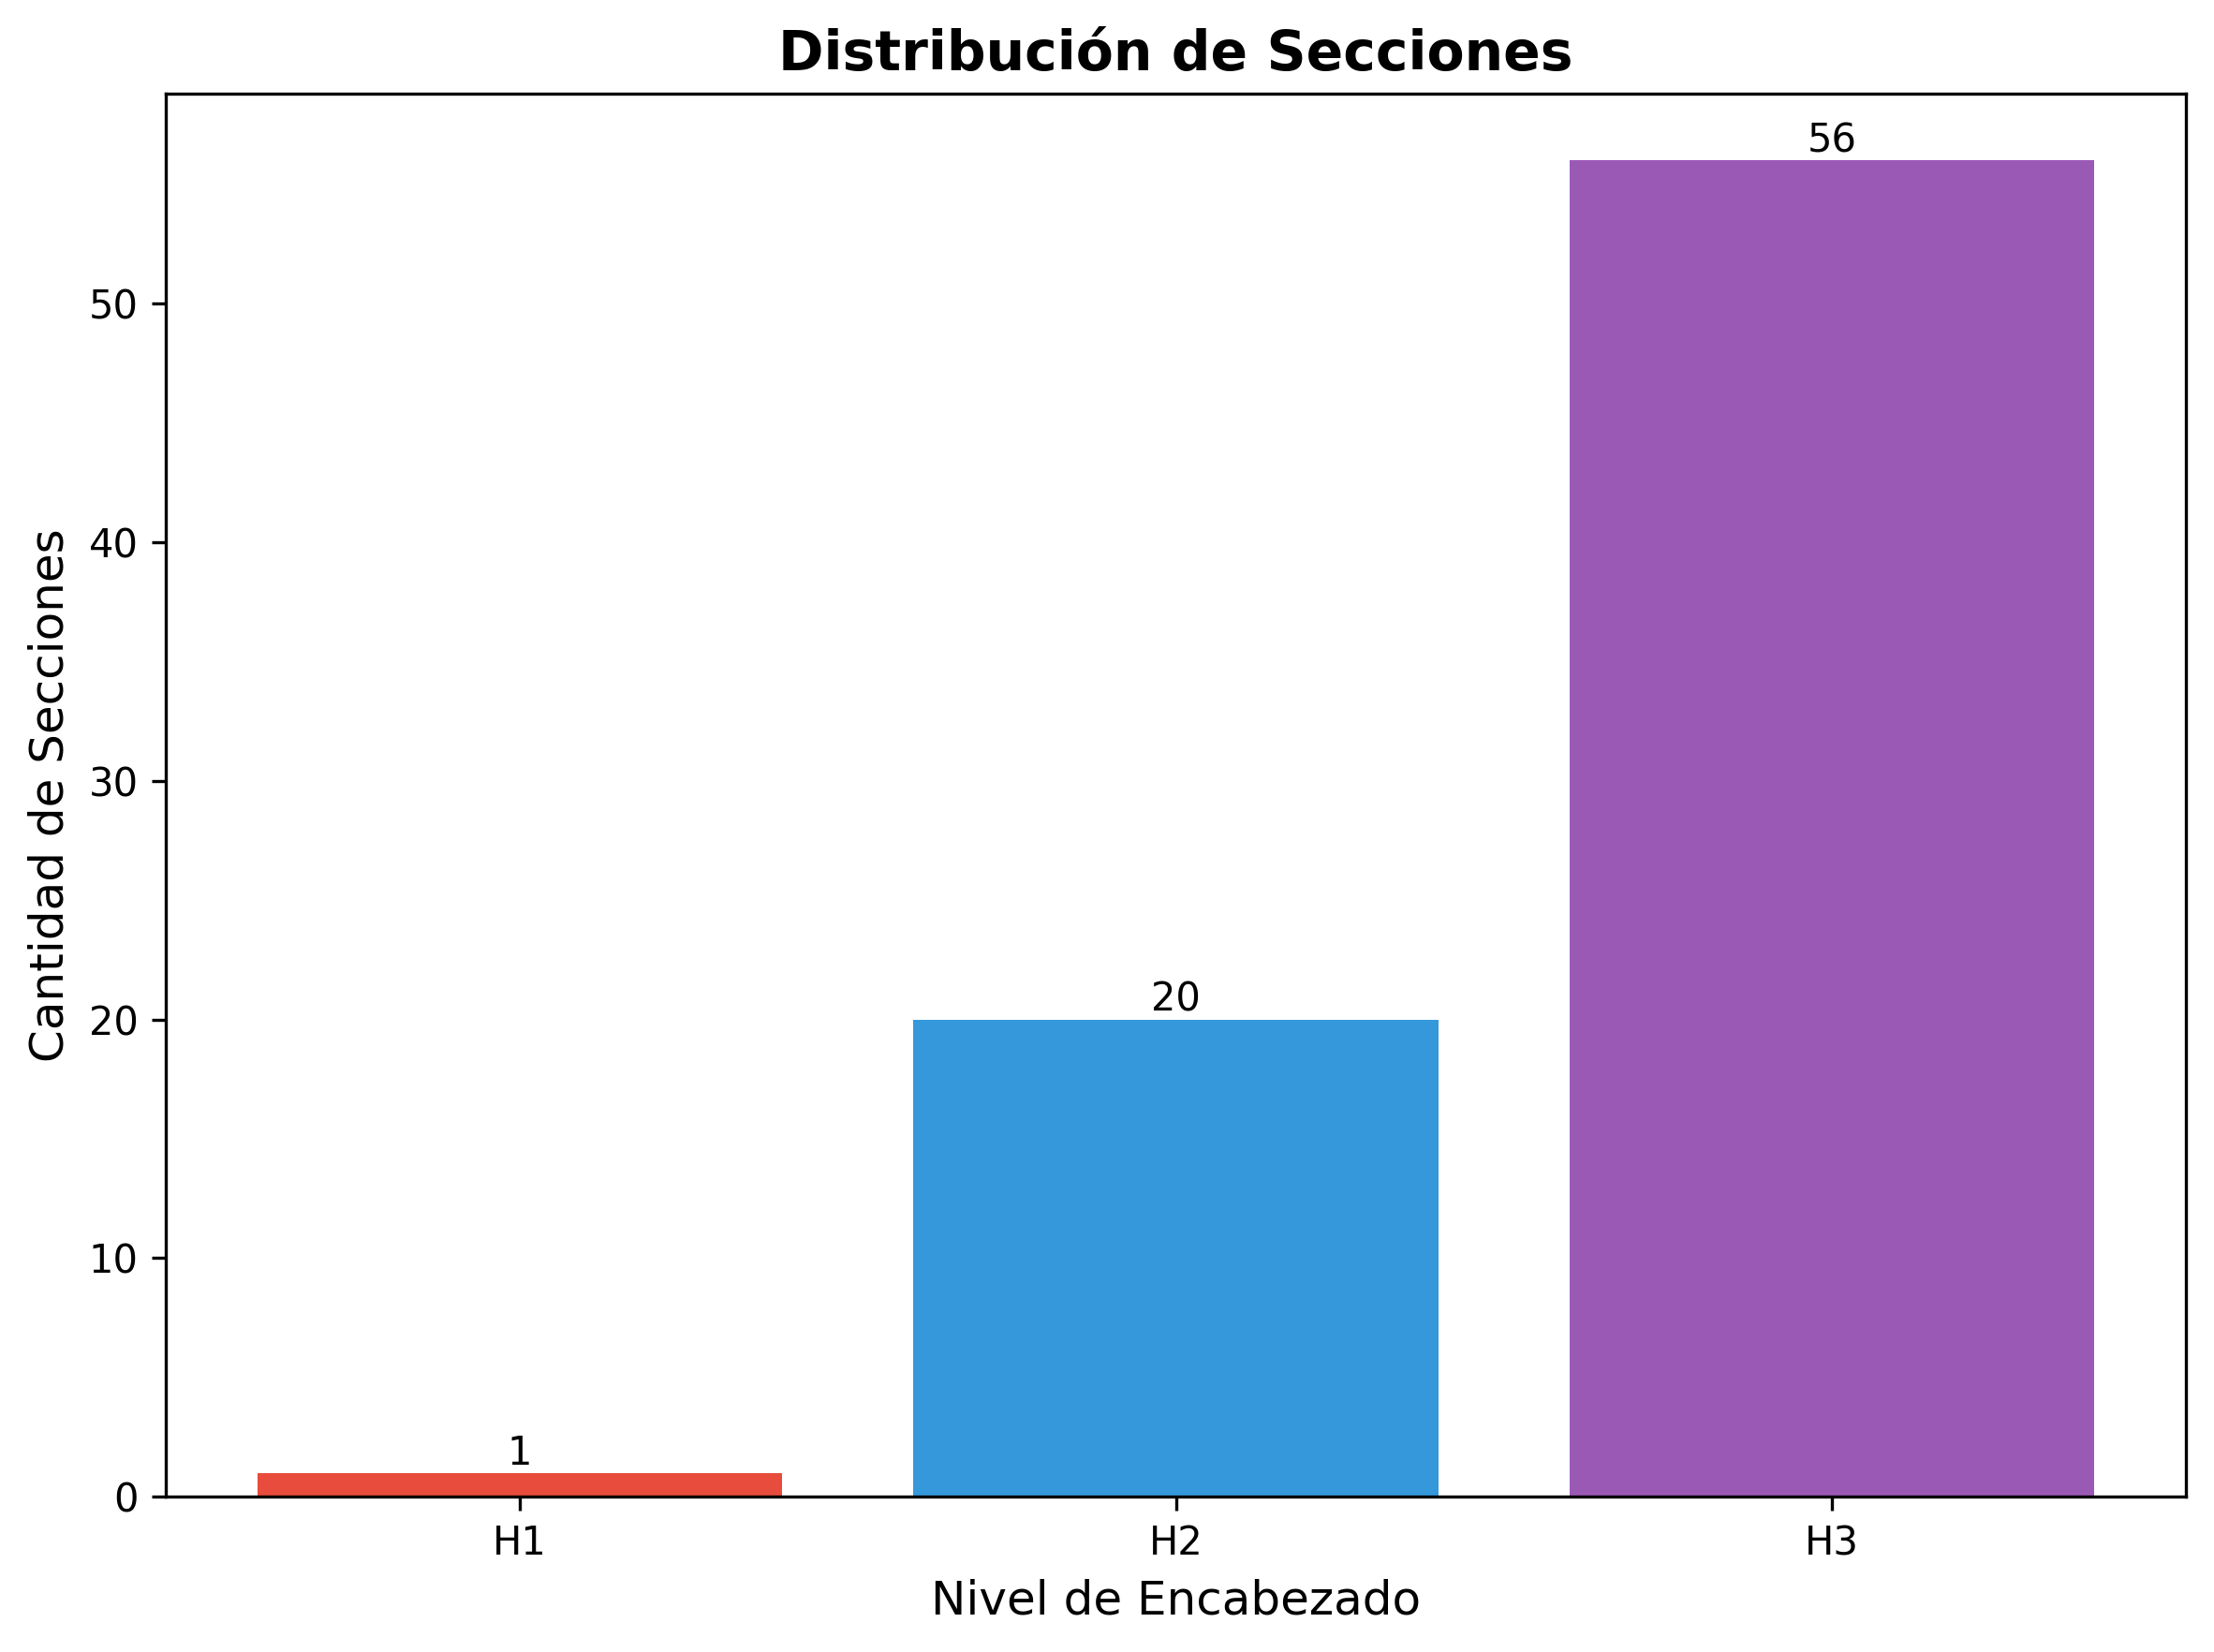 Distribución de Secciones
Cantidad de Secciones
50
40
30
20
10
0
56
20
1
H1
H2
H3
Nivel de Encabezado